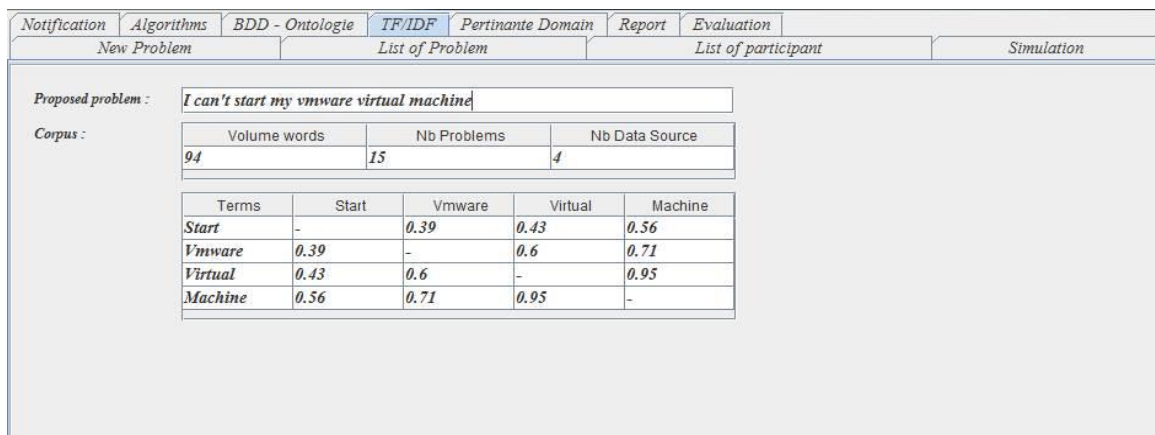 Notification Algorithms BDD - Ontologie TF/IDF Pertinante Domain Report Evaluation
New Problem List of Problem List of participant Simulation
Proposed problem : I can't start my vmware virtual machine
Corpus : Volume words Nb Problems Nb Data Source
94 15 4
Terms Start Vmware Virtual Machine
Start - 0.39 0.43 0.56
Vmware 0.39 - 0.6 0.71
Virtual 0.43 0.6 - 0.95
Machine 0.56 0.71 0.95 -